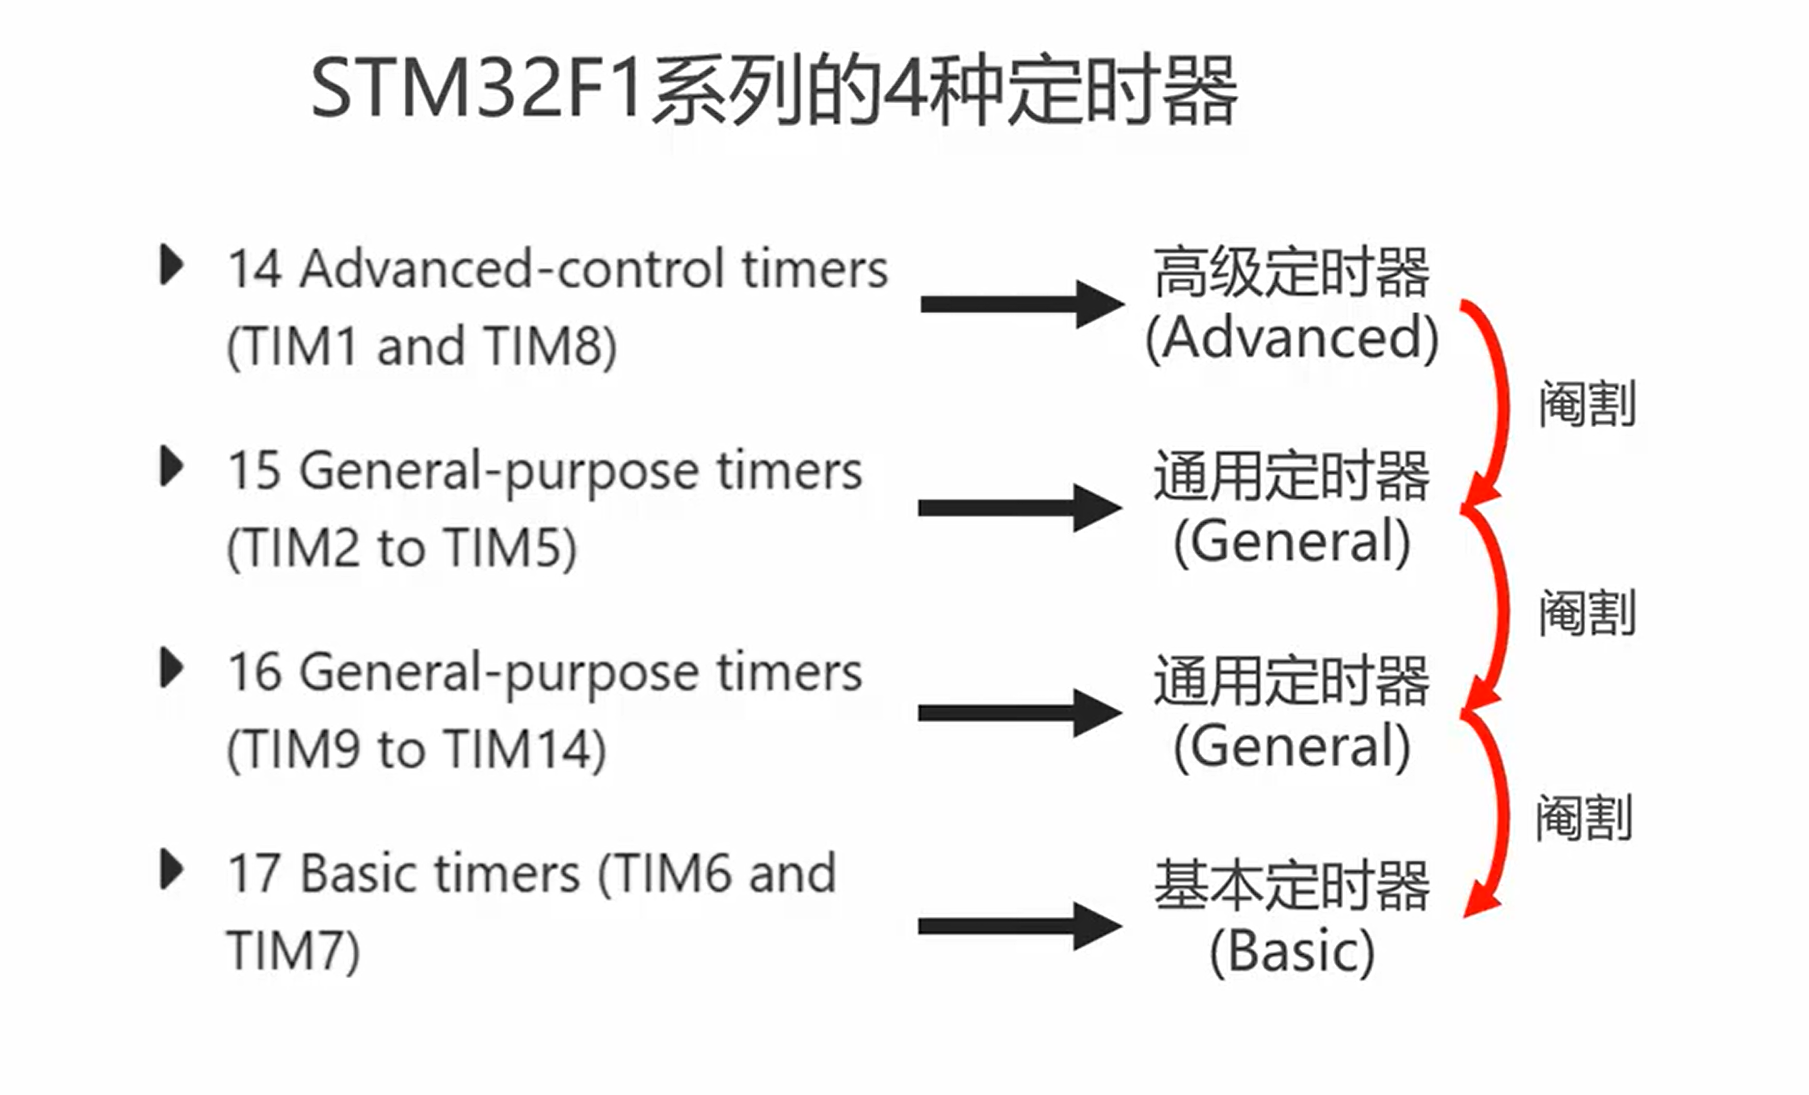 STM32F1系列的4种定时器
14 Advanced-control timers
(TIM1 and TIM8)
高级定时器
(Advanced)
阉割
15 General-purpose timers
(TIM2 to TIM5)
通用定时器
(General)
阉割
16 General-purpose timers
(TIM9 to TIM14)
通用定时器
(General)
阉割
17 Basic timers (TIM6 and
TIM7)
基本定时器
(Basic)